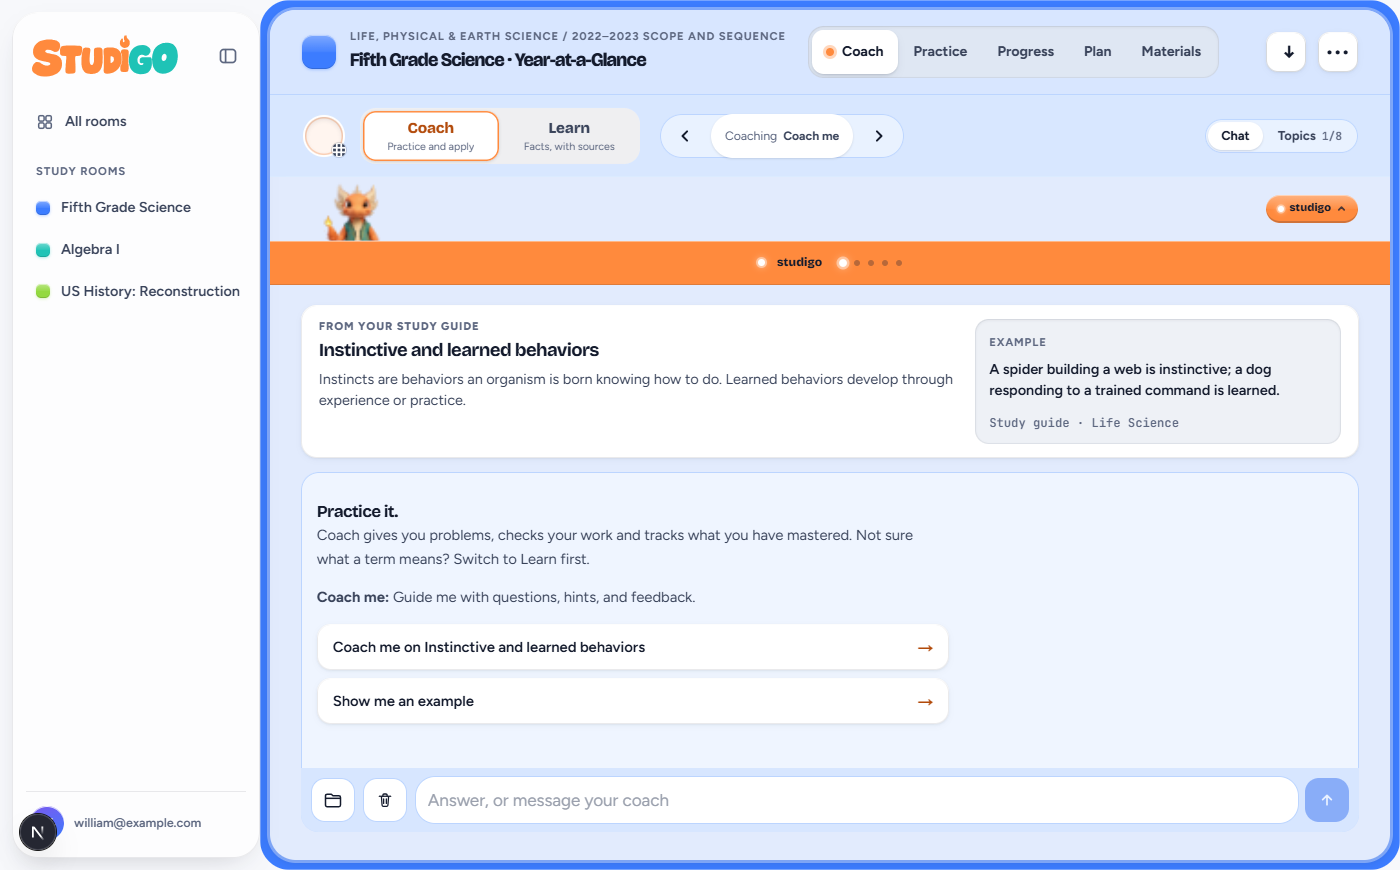 STUDiGO
All rooms
STUDY ROOMS
Fifth Grade Science
Algebra I
US History: Reconstruction
N
william@example.com
LIFE, PHYSICAL & EARTH SCIENCE / 2022–2023 SCOPE AND SEQUENCE
Fifth Grade Science · Year-at-a-Glance
Coach
Practice
Progress
Plan
Materials
Coach
Practice and apply
Learn
Facts, with sources
Coaching Coach me
Chat
Topics 1/8
studigo
studigo
FROM YOUR STUDY GUIDE
Instinctive and learned behaviors
Instincts are behaviors an organism is born knowing how to do. Learned behaviors develop through
experience or practice.
EXAMPLE
A spider building a web is instinctive; a dog
responding to a trained command is learned.
Study guide · Life Science
Practice it.
Coach gives you problems, checks your work and tracks what you have mastered. Not sure
what a term means? Switch to Learn first.
Coach me: Guide me with questions, hints, and feedback.
Coach me on Instinctive and learned behaviors →
Show me an example →
Answer, or message your coach